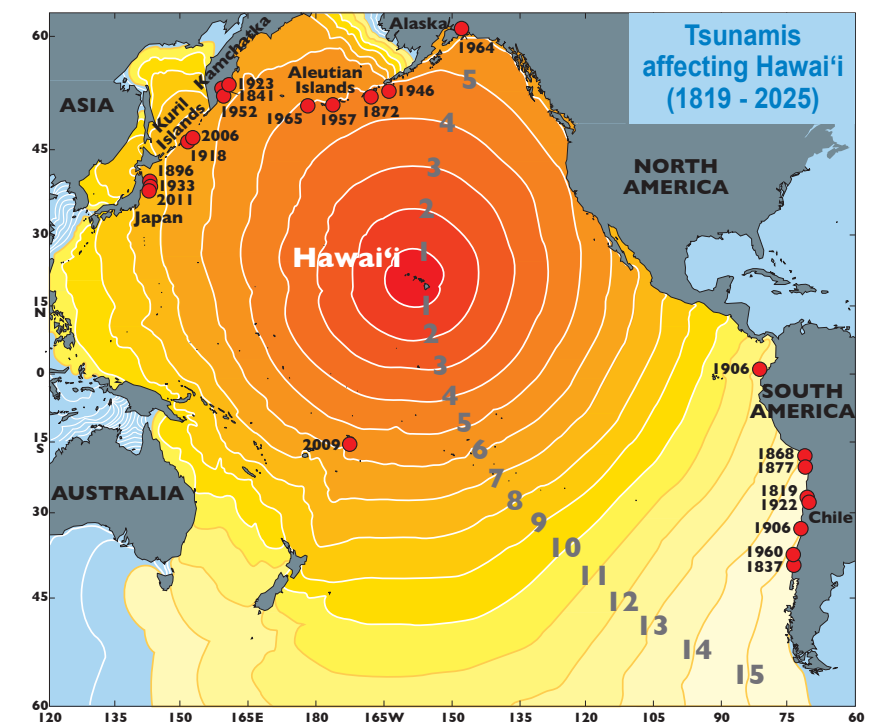 Tsunamis
affecting Hawaiʻi
(1819 - 2025)
Alaska
1964
Kamchatka
1923
1841
1952
Aleutian
Islands
1946
1872
1957
1965
Kuril
Islands
2006
1918
1896
1933
2011
Japan
ASIA
NORTH
AMERICA
5
4
3
2
1
Hawaiʻi
1
2
3
4
5
6
7
8
9
10
11
12
13
14
15
1906
SOUTH
AMERICA
2009
1868
1877
1819
1922
Chile
1906
1960
1837
AUSTRALIA
60
45
30
15
N
0
15
S
30
45
60
120
135
150
165E
180
165W
150
135
120
105
90
75
60